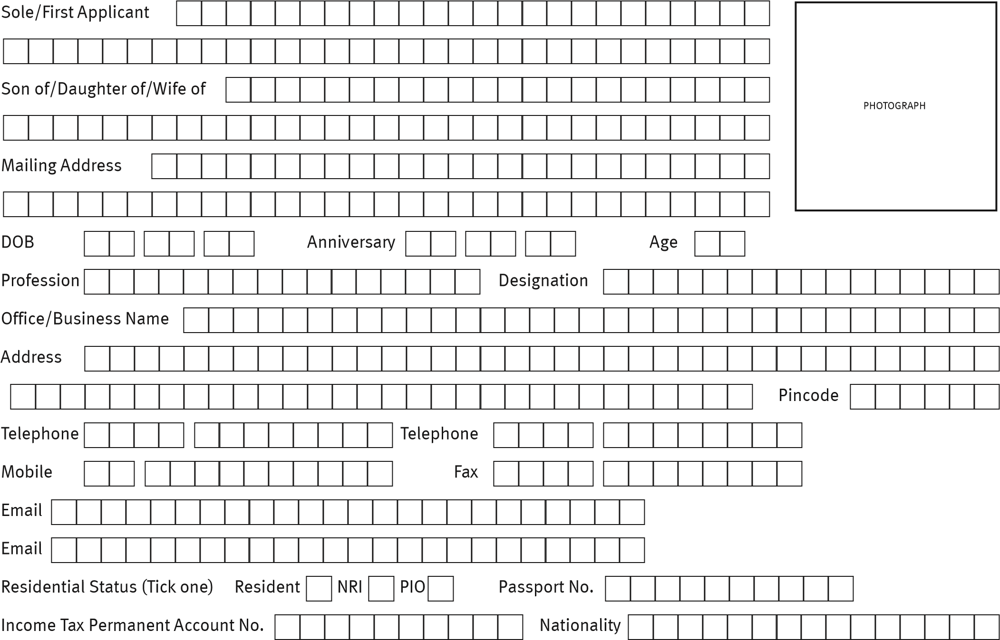 Sole/First Applicant
Son of/Daughter of/Wife of
PHOTOGRAPH
Mailing Address
DOB Anniversary Age
Profession Designation
Office/Business Name
Address
Pincode
Telephone Telephone
Mobile Fax
Email
Email
Residential Status (Tick one) Resident NRI PIO Passport No.
Income Tax Permanent Account No. Nationality